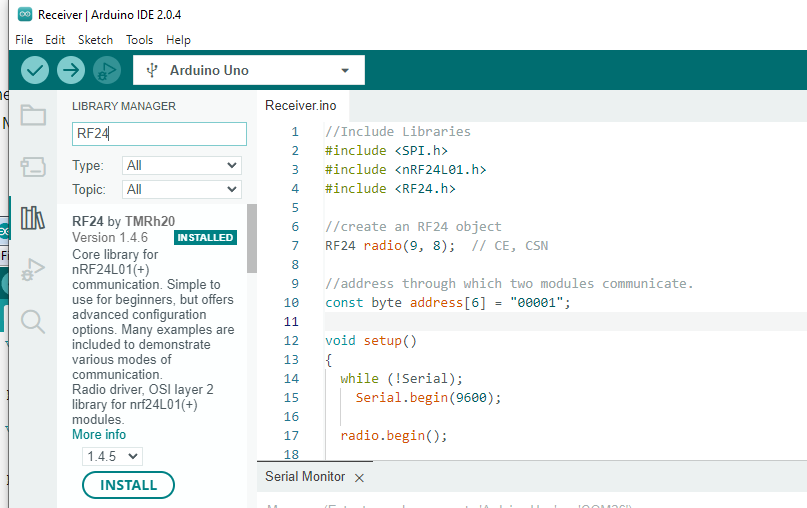 Receiver | Arduino IDE 2.0.4
File Edit Sketch Tools Help
Arduino Uno
LIBRARY MANAGER
RF24
Type: All
Topic: All
RF24 by TMRh20
Version 1.4.6 INSTALLED
Core library for
nRF24L01(+)
communication. Simple to
use for beginners, but offers
advanced configuration
options. Many examples are
included to demonstrate
various modes of
communication.
Radio driver, OSI layer 2
library for nrf24L01(+)
modules.
More info
1.4.5
INSTALL
Receiver.ino
1 //Include Libraries
2 #include <SPI.h>
3 #include <nRF24L01.h>
4 #include <RF24.h>
5
6 //create an RF24 object
7 RF24 radio(9, 8);  // CE, CSN
8
9 //address through which two modules communicate.
10 const byte address[6] = "00001";
11
12 void setup()
13 {
14   while (!Serial);
15     Serial.begin(9600);
16
17   radio.begin();
18
Serial Monitor